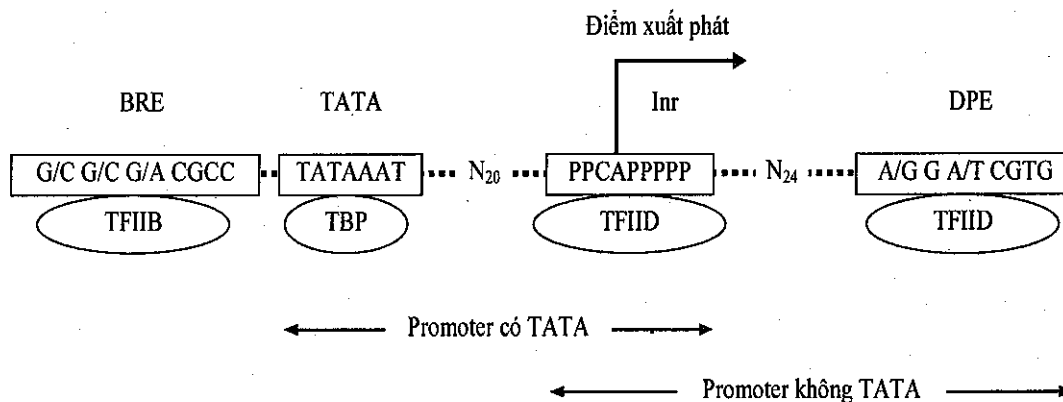 Điểm xuất phát
BRE TATA Inr DPE
G/C G/C G/A CGCC TATAAAT N20 PPCAPPPPP N24 A/G G A/T CGTG
TFIIB TBP TFIID TFIID
Promoter có TATA
Promoter không TATA